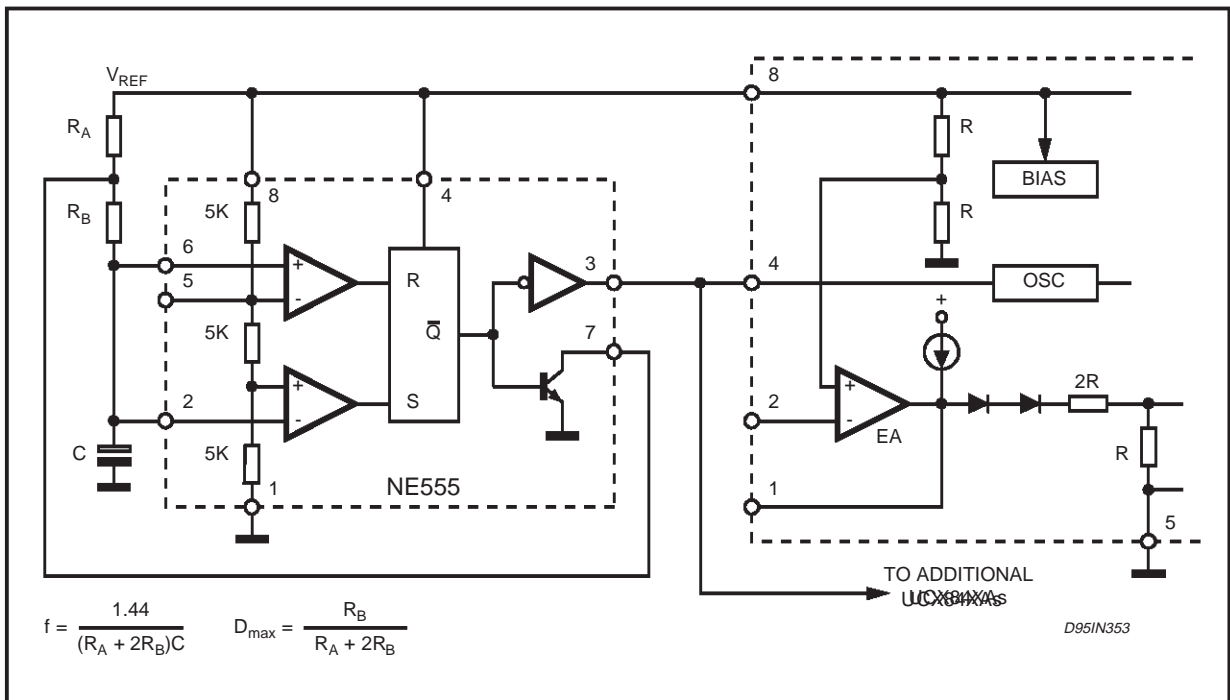 8
V_REF
R_A
R
8
4
BIAS
R_B
5K
R
6
3
4
+
R
OSC
5
-
5K
Q̅
+
7
+
2R
2
+
S
2
-
-
EA
C
5K
R
1
NE555
1
5
TO ADDITIONAL
UCX84XAs
f = 1.44 / (R_A + 2R_B)C
D_max = R_B / R_A + 2R_B
D95IN353